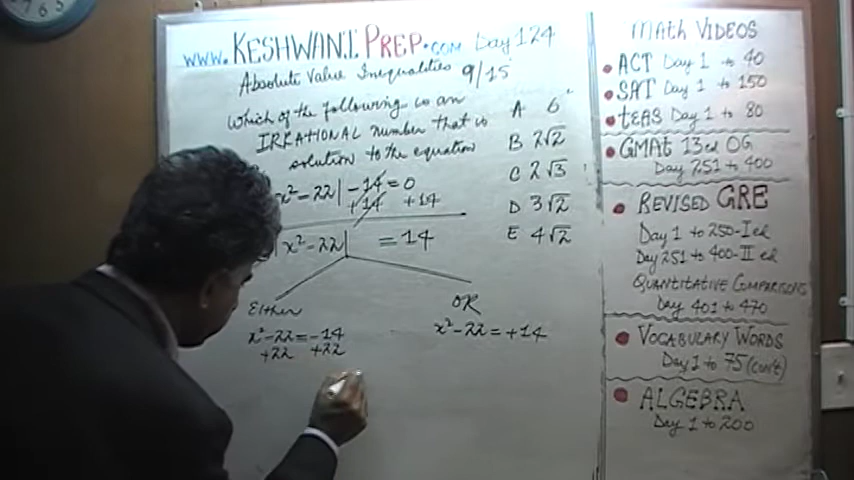 www. KESHWANI PREP.com Day 124
Absolute Value Inequalities 9/15
Which of the following is an
IRRATIONAL number that is
solution to the equation
x²-22| - 14 = 0
+14 +14
|x²-22| = 14
Either
x²-22 = -14
+22 +22
OR
x²-22 = +14
A 6
B 2√2
C 2√3
D 3√2
E 4√2
Math VIDEOS
ACT Day 1 to 40
SAT Day 1 to 150
TEAS Day 1 to 80
GMAT 13 ed OG
Day 251 to 400
REVISED GRE
Day 1 to 250-I ed
Day 251 to 400-II ed
QUANTITATIVE COMPARISONS
Day 401 to 470
VOCABULARY WORDS
Day 1 to 75 (con't)
ALGEBRA
Day 1 to 200